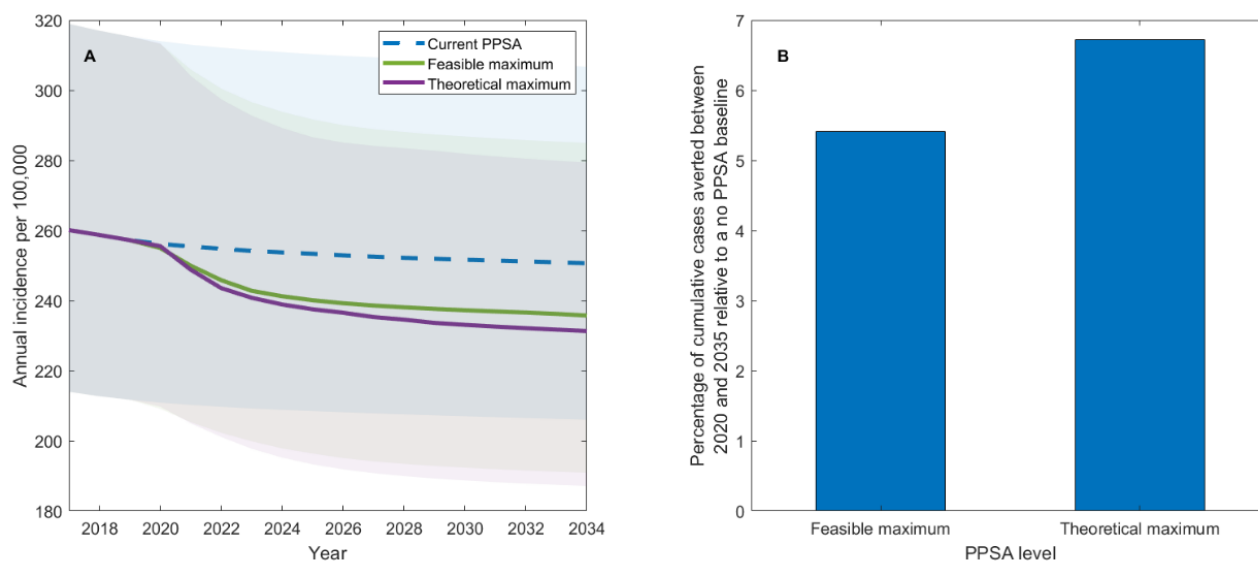 A
Current PPSA
Feasible maximum
Theoretical maximum
320
300
280
260
240
220
200
180
Annual incidence per 100,000
2018 2020 2022 2024 2026 2028 2030 2032 2034
Year
B
7
6
5
4
3
2
1
0
Percentage of cumulative cases averted between
2020 and 2035 relative to a no PPSA baseline
Feasible maximum Theoretical maximum
PPSA level